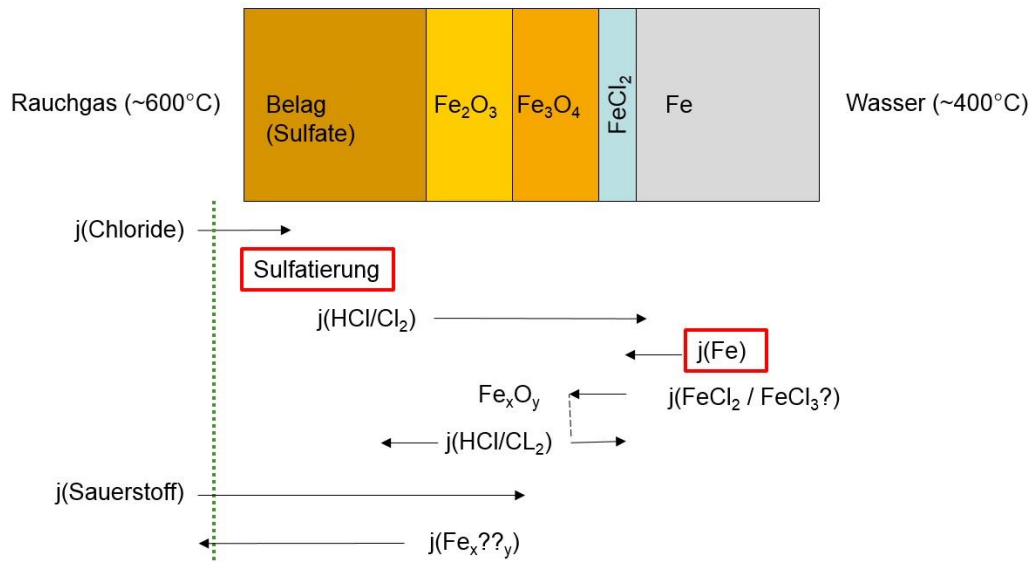 Rauchgas (~600°C)
Belag
(Sulfate)
Fe₂O₃
Fe₃O₄
FeCl₂
Fe
Wasser (~400°C)
j(Chloride)
Sulfatierung
j(HCl/Cl₂)
j(Fe)
FeₓOᵧ
j(FeCl₂ / FeCl₃?)
j(HCl/CL₂)
j(Sauerstoff)
j(Feₓ??ᵧ)